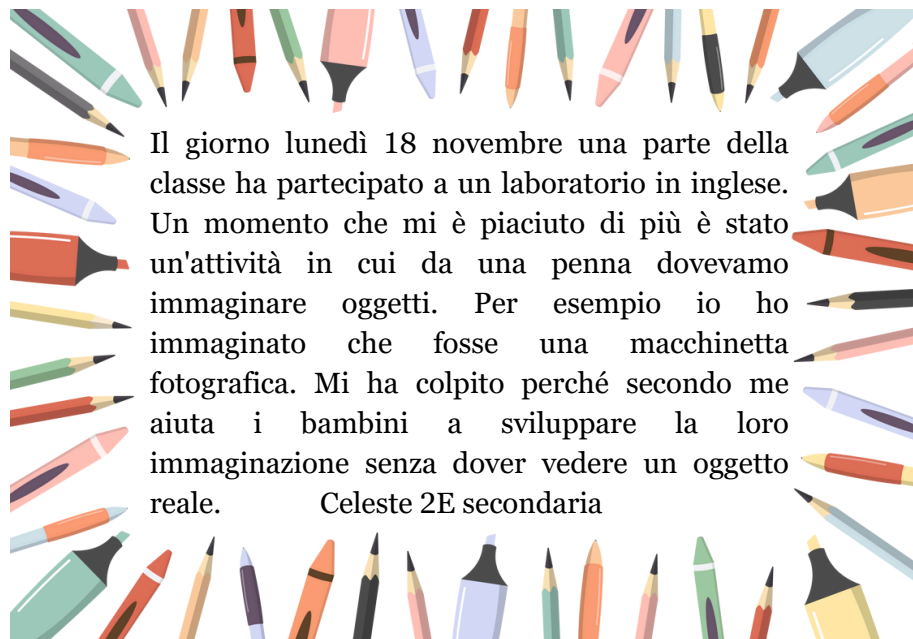 Il giorno lunedì 18 novembre una parte della
classe ha partecipato a un laboratorio in inglese.
Un momento che mi è piaciuto di più è stato
un'attività in cui da una penna dovevamo
immaginare oggetti. Per esempio io ho
immaginato che fosse una macchinetta
fotografica. Mi ha colpito perché secondo me
aiuta i bambini a sviluppare la loro
immaginazione senza dover vedere un oggetto
reale. Celeste 2E secondaria